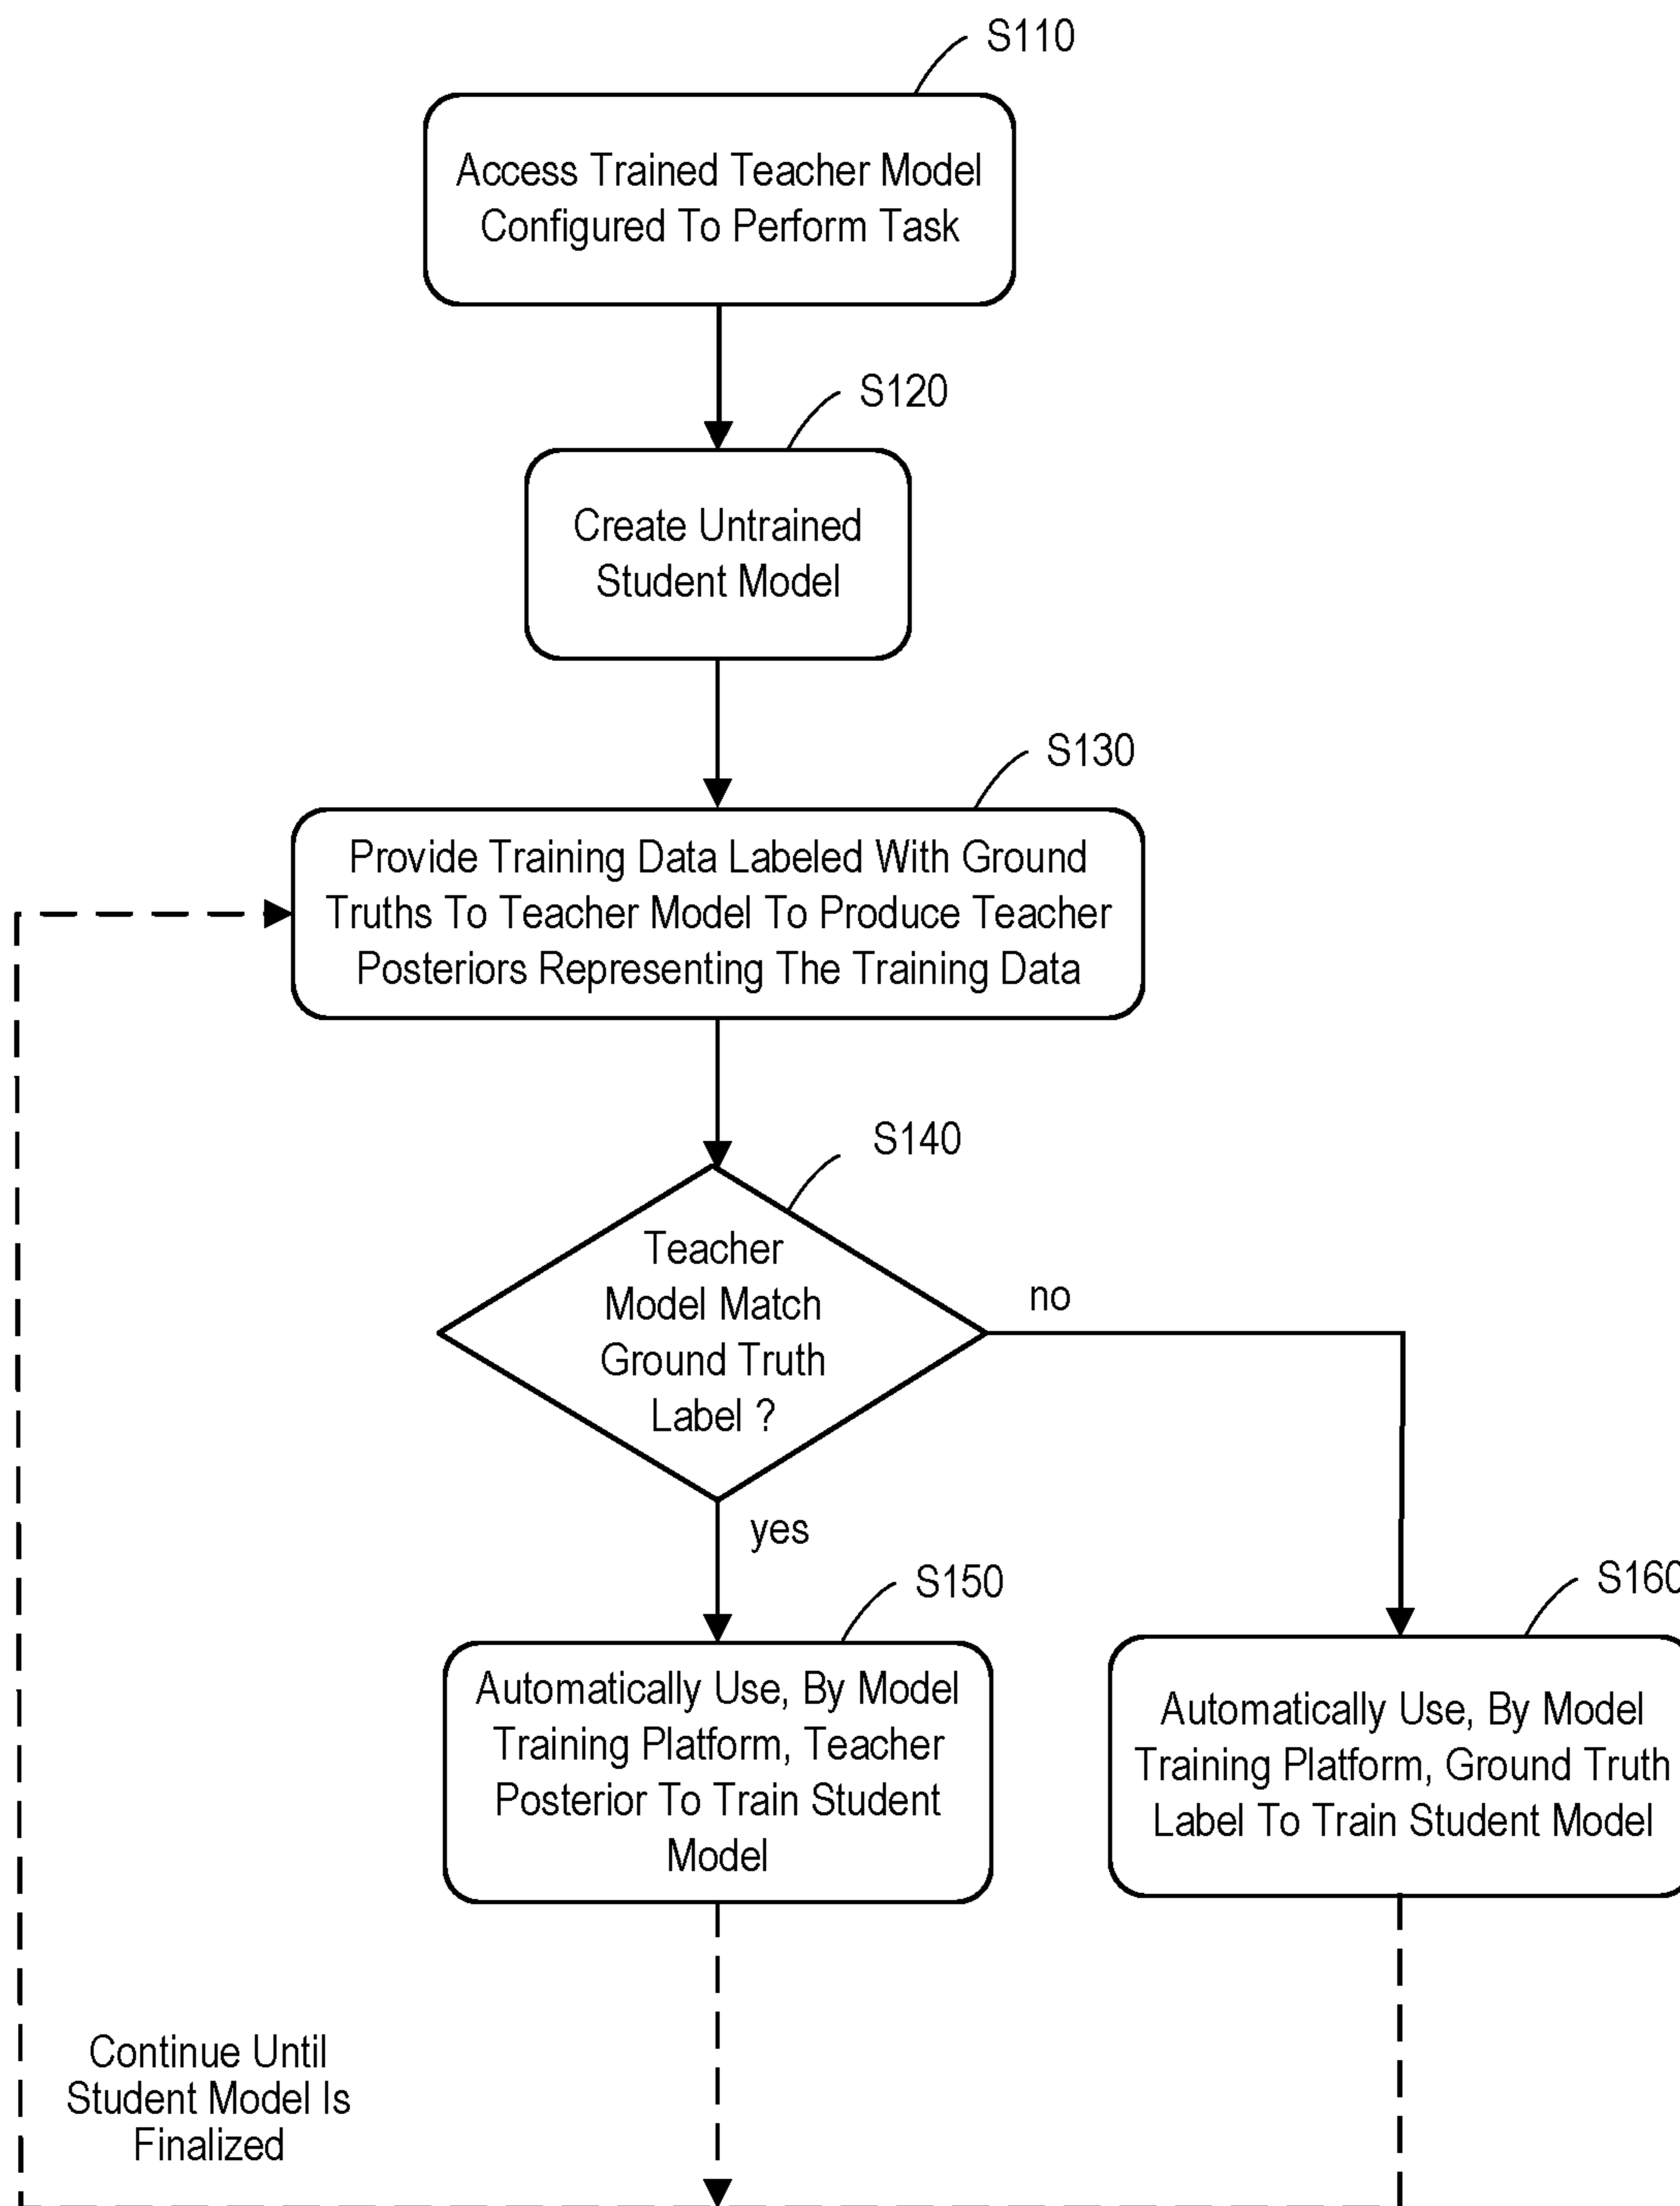 S110
Access Trained Teacher Model
Configured To Perform Task
S120
Create Untrained
Student Model
S130
Provide Training Data Labeled With Ground
Truths To Teacher Model To Produce Teacher
Posteriors Representing The Training Data
S140
Teacher
Model Match
Ground Truth
Label ?
no
yes
S150
Automatically Use, By Model
Training Platform, Teacher
Posterior To Train Student
Model
S160
Automatically Use, By Model
Training Platform, Ground Truth
Label To Train Student Model
Continue Until
Student Model Is
Finalized